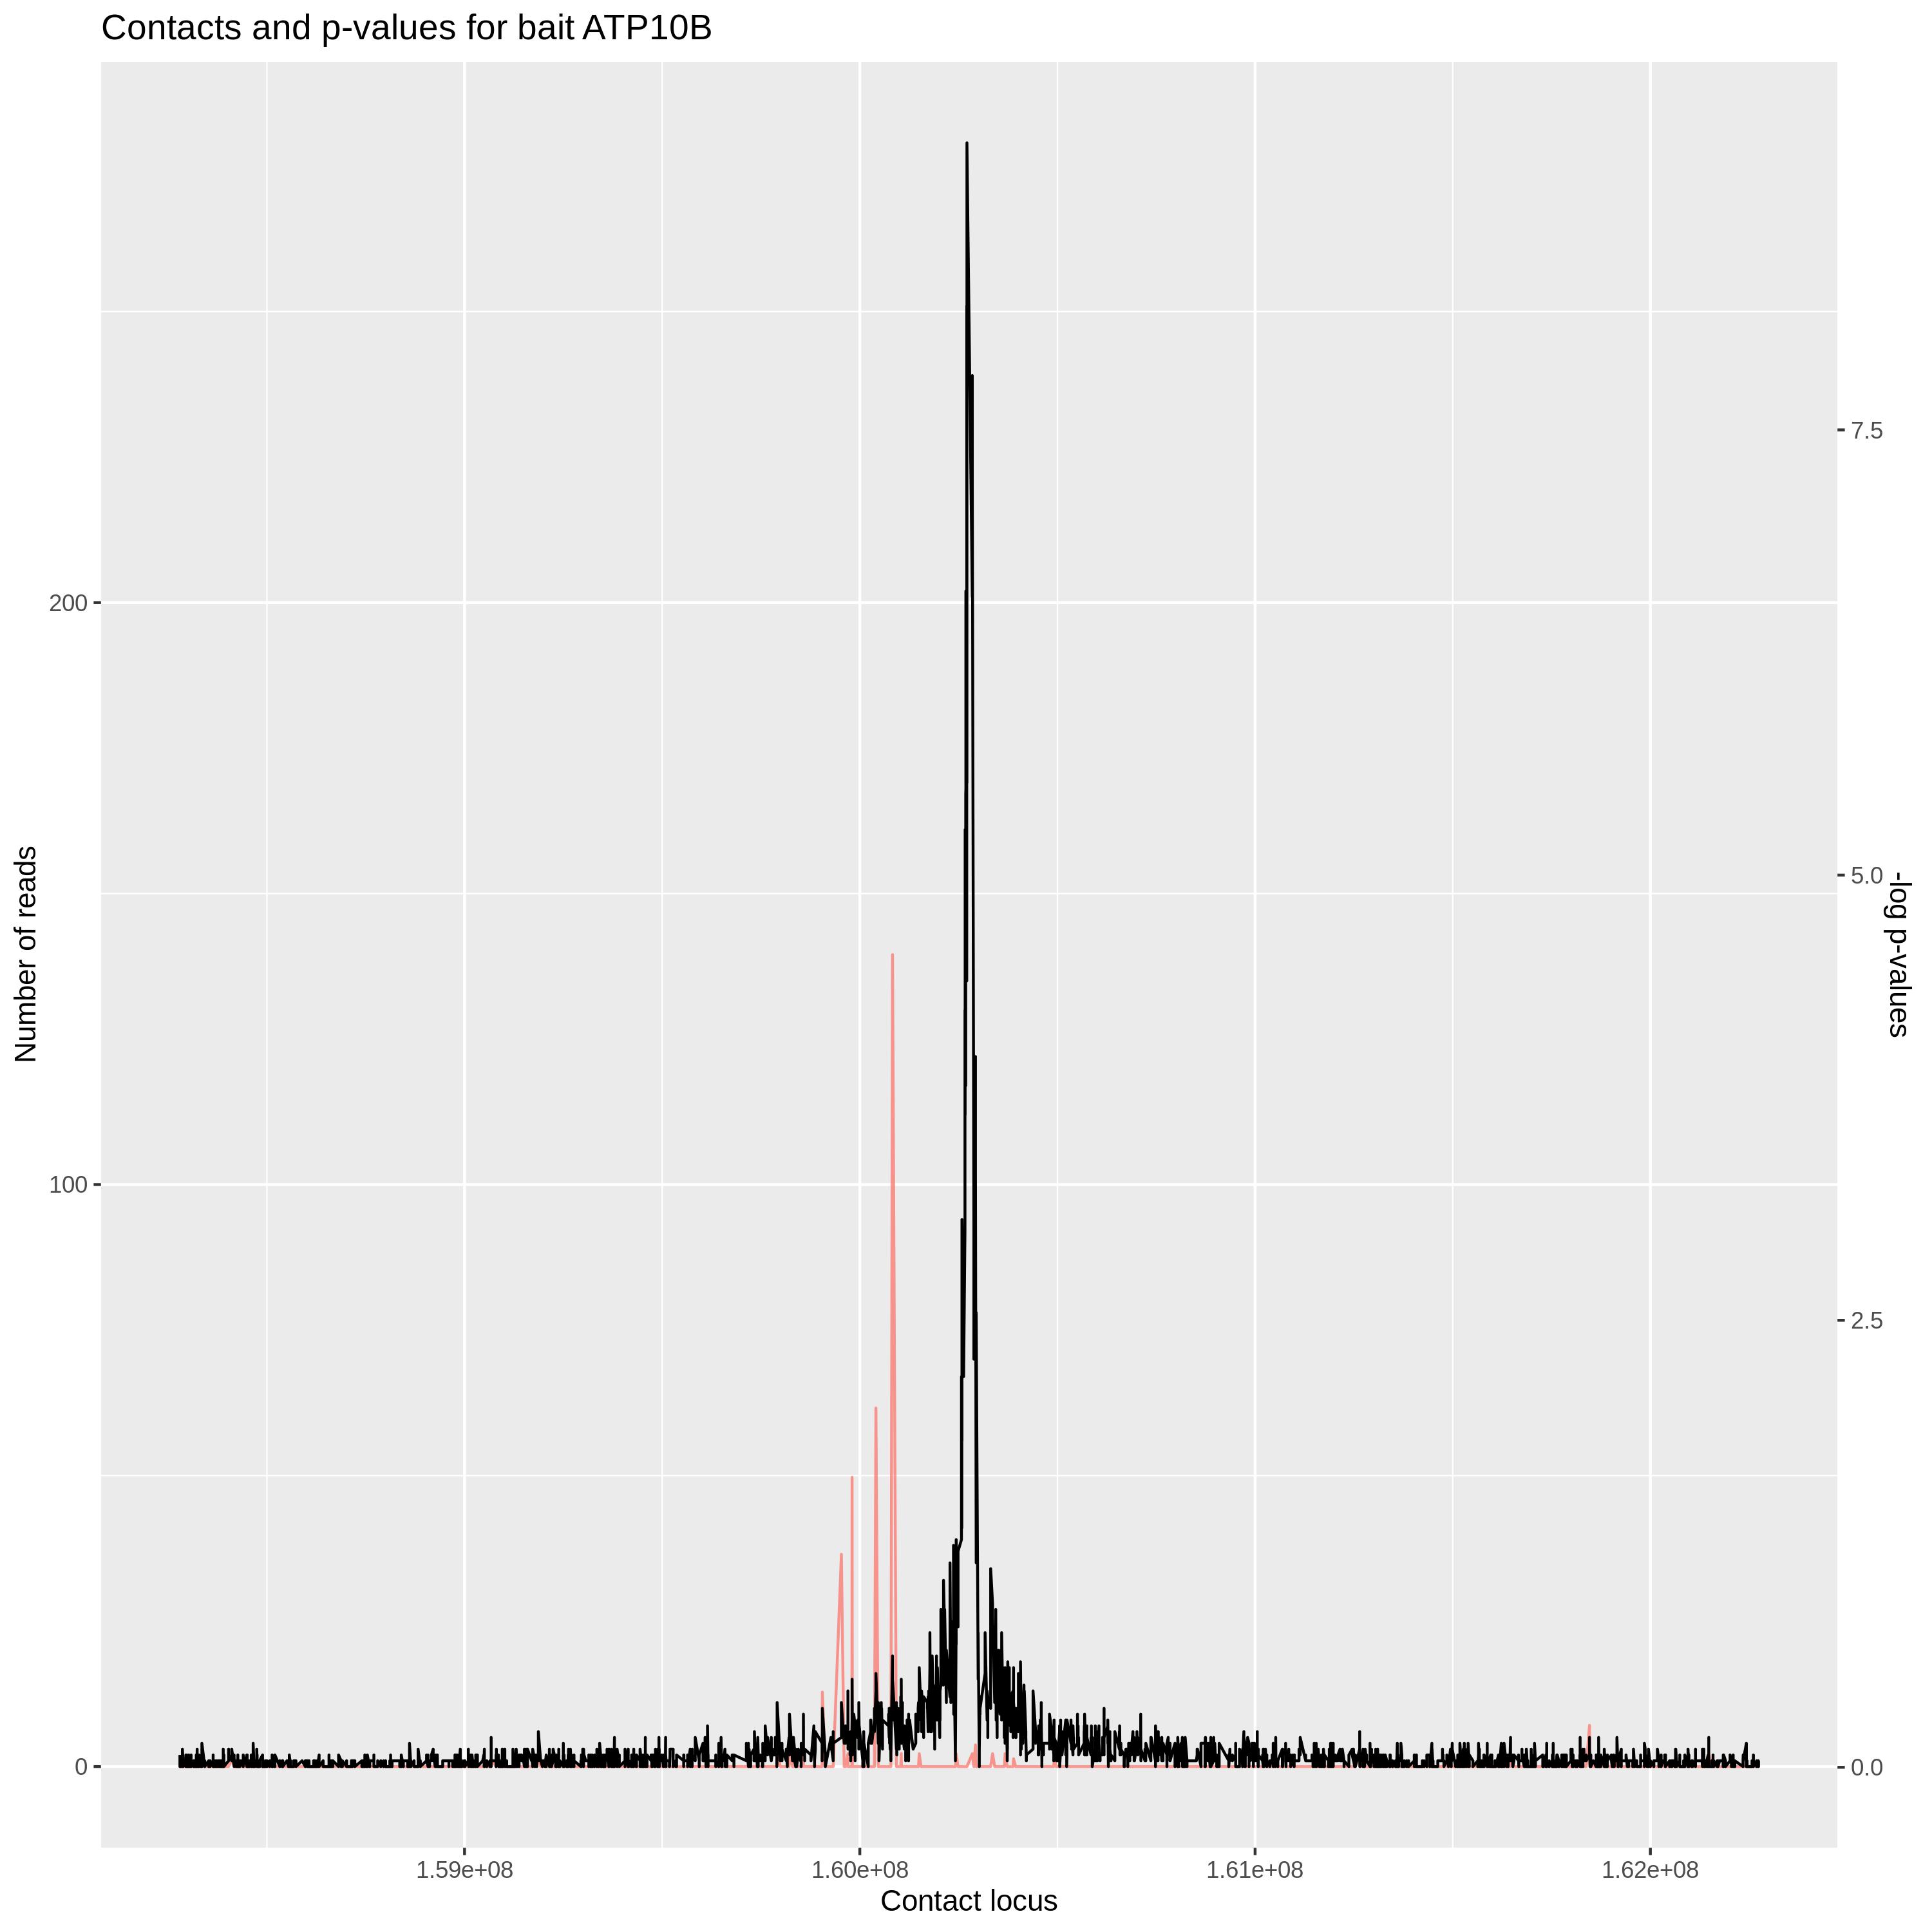 Contacts and p-values for bait ATP10B
Number of reads
200
100
0
7.5
5.0
2.5
0.0
-log p-values
1.59e+08
1.60e+08
1.61e+08
1.62e+08
Contact locus